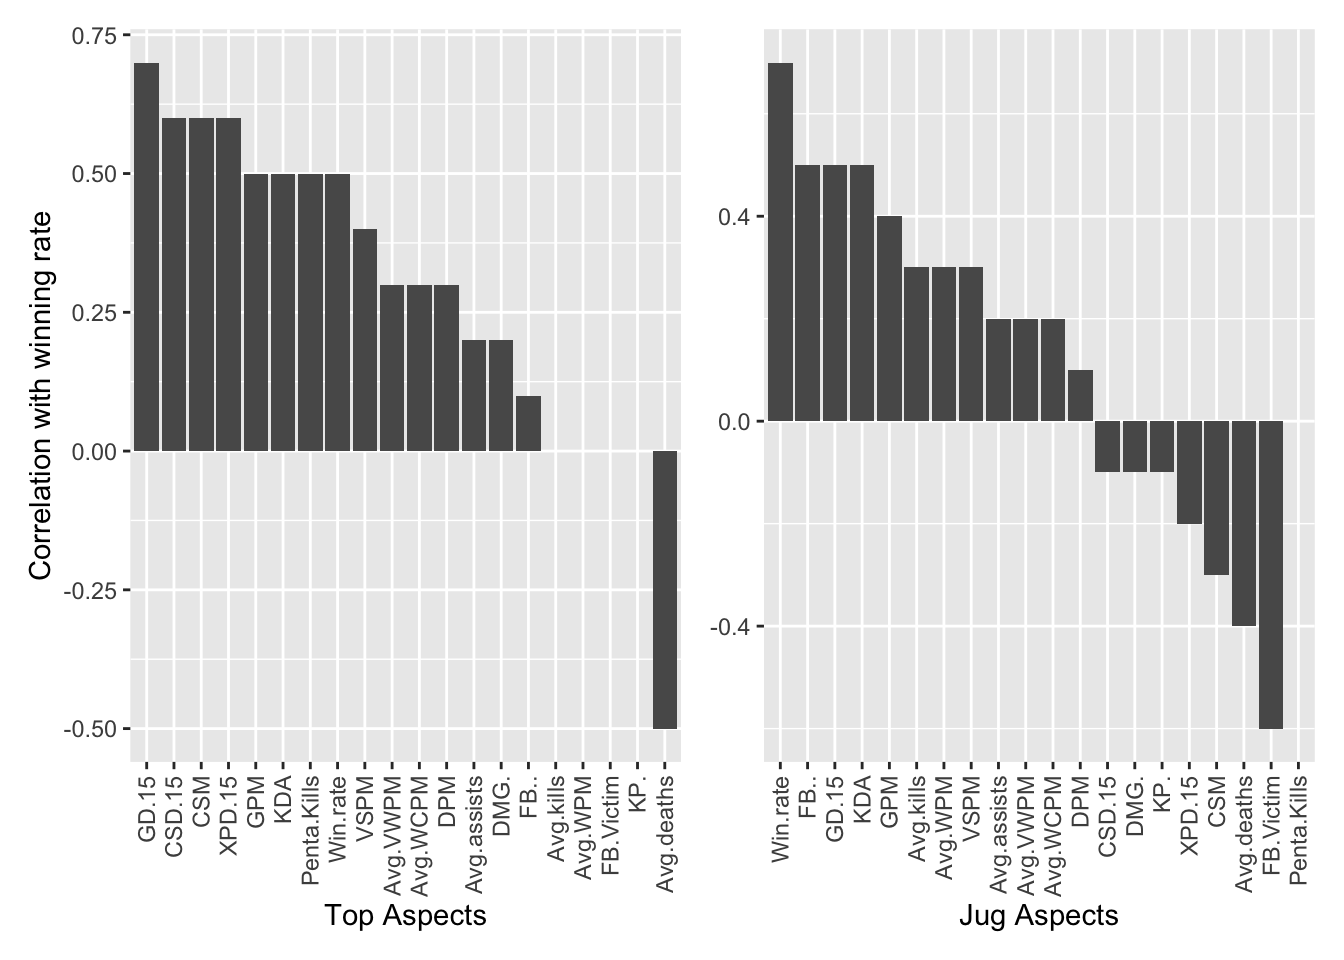 Correlation with winning rate
0.75
0.50
0.25
0.00
-0.25
-0.50
GD.15
CSD.15
CSM
XPD.15
GPM
KDA
Penta.Kills
Win.rate
VSPM
Avg.VWPM
Avg.WCPM
DPM
Avg.assists
DMG.
FB..
Avg.kills
Avg.WPM
FB.Victim
KP.
Avg.deaths
Top Aspects
0.4
0.0
-0.4
Win.rate
FB..
GD.15
KDA
GPM
Avg.kills
Avg.WPM
VSPM
Avg.assists
Avg.VWPM
Avg.WCPM
DPM
CSD.15
DMG.
KP.
XPD.15
CSM
Avg.deaths
FB.Victim
Penta.Kills
Jug Aspects